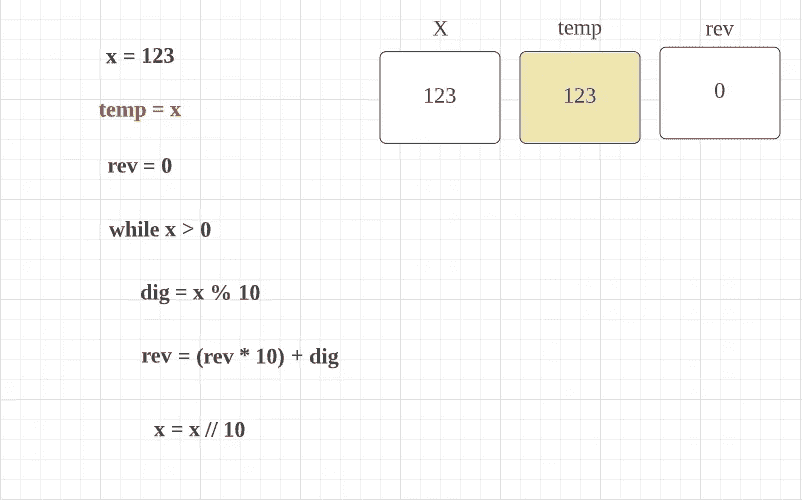 x = 123
temp = x
rev = 0
while x > 0
dig = x % 10
rev = (rev * 10) + dig
x = x // 10
X temp rev
123 123 0